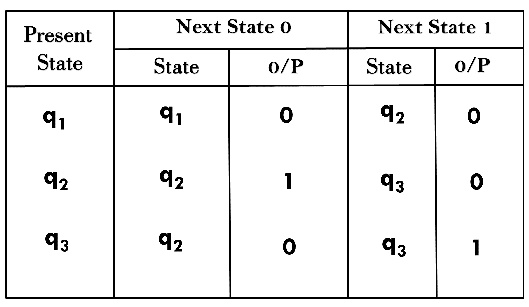 Present State Next State 0 Next State 1
State O/P State O/P
q1 q1 0 q2 0
q2 q2 1 q3 0
q3 q2 0 q3 1